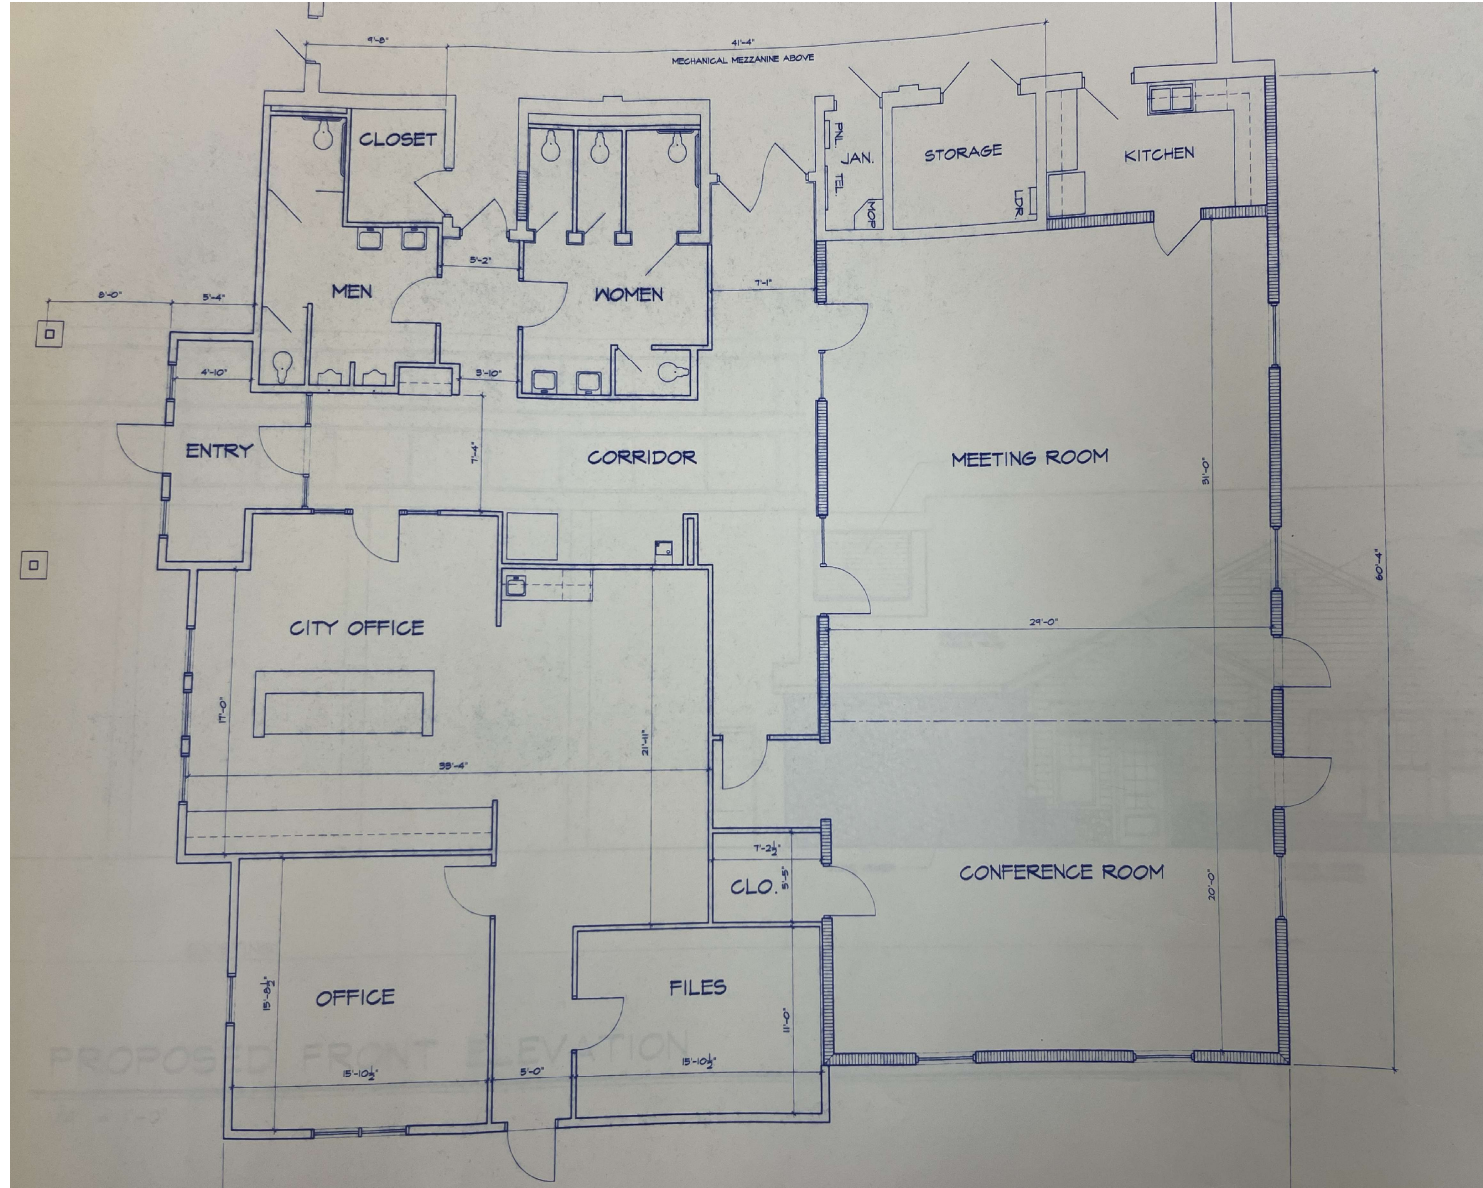 9'-8"
41'-4"
MECHANICAL MEZZANINE ABOVE
CLOSET
PNL.
JAN.
TEL.
MOP
STORAGE
LDR.
KITCHEN
5'-2"
MEN
WOMEN
7'-1"
8'-0"
5'-4"
4'-10"
3'-10"
ENTRY
7'-4"
CORRIDOR
MEETING ROOM
31'-0"
60'-4"
CITY OFFICE
29'-0"
17'-0"
21'-11"
38'-4"
7'-2½"
CLO.
5'-5"
CONFERENCE ROOM
20'-0"
OFFICE
15'-8½"
FILES
11'-0"
15'-10½"
5'-0"
15'-10½"
PROPOSED FRONT ELEVATION